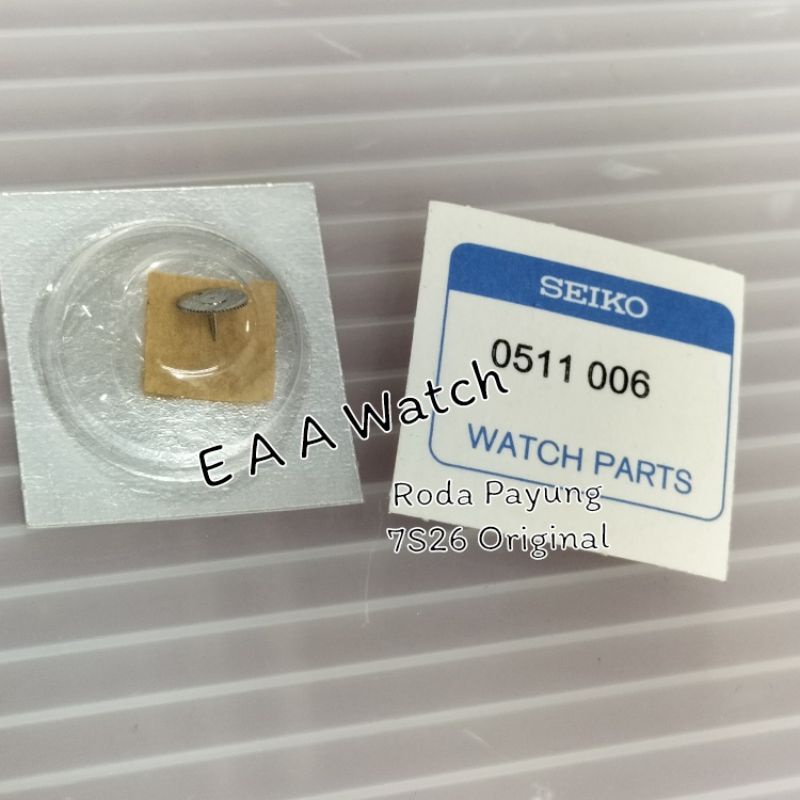 SEIKO
0511 006
WATCH PARTS
E A A Watch
Roda Payung
7S26 Original